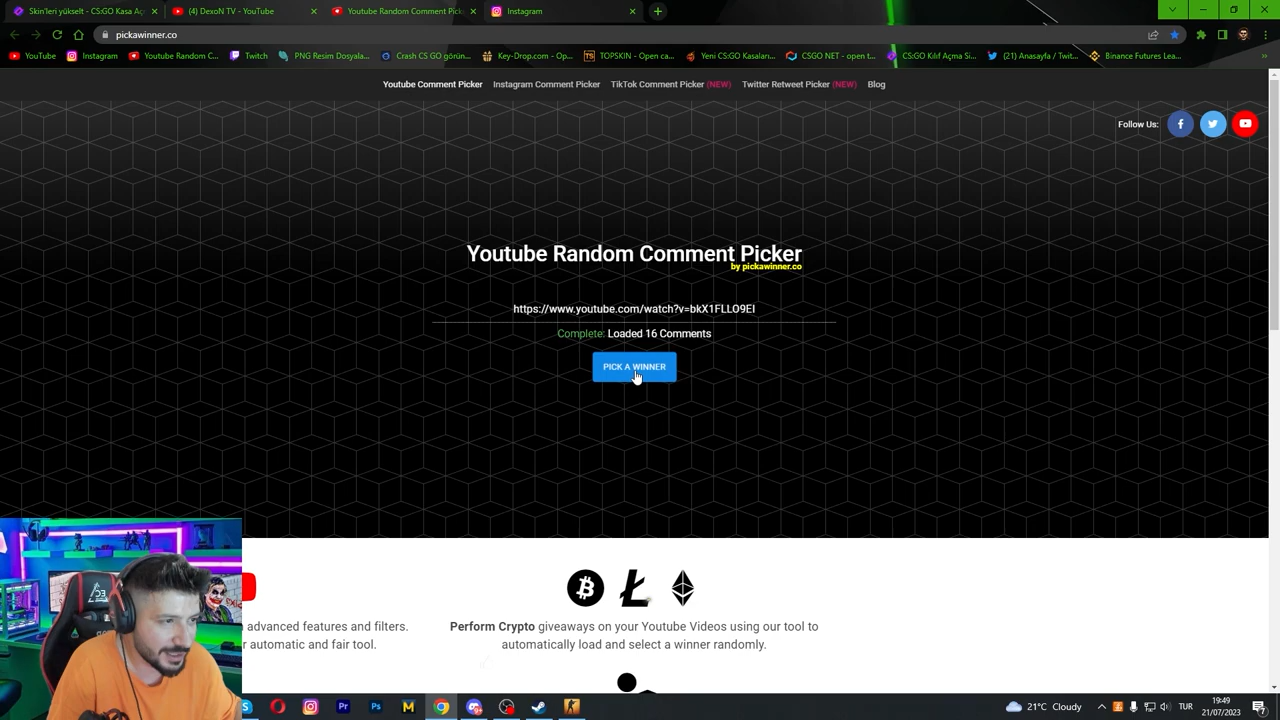 Skin'leri yükselt - CS:GO Kasa Aç
(4) DexoN TV - YouTube
Youtube Random Comment Picker
Instagram
pickawinner.co
YouTube
Instagram
Youtube Random C...
Twitch
PNG Resim Dosyala...
Crash CS GO görün...
Key-Drop.com - Op...
TOPSKIN - Open ca...
Yeni CS:GO Kasaları...
CSGO NET - open t...
CS:GO Kılıf Açma Si...
(21) Anasayfa / Twit...
Binance Futures Lea...
Youtube Comment Picker
Instagram Comment Picker
TikTok Comment Picker (NEW)
Twitter Retweet Picker (NEW)
Blog
Follow Us:
Youtube Random Comment Picker
by pickawinner.co
https://www.youtube.com/watch?v=bkX1FLLO9EI
Complete: Loaded 16 Comments
PICK A WINNER
advanced features and filters.
r automatic and fair tool.
Perform Crypto giveaways on your Youtube Videos using our tool to
automatically load and select a winner randomly.
21°C Cloudy
TUR
19:49
21/07/2023